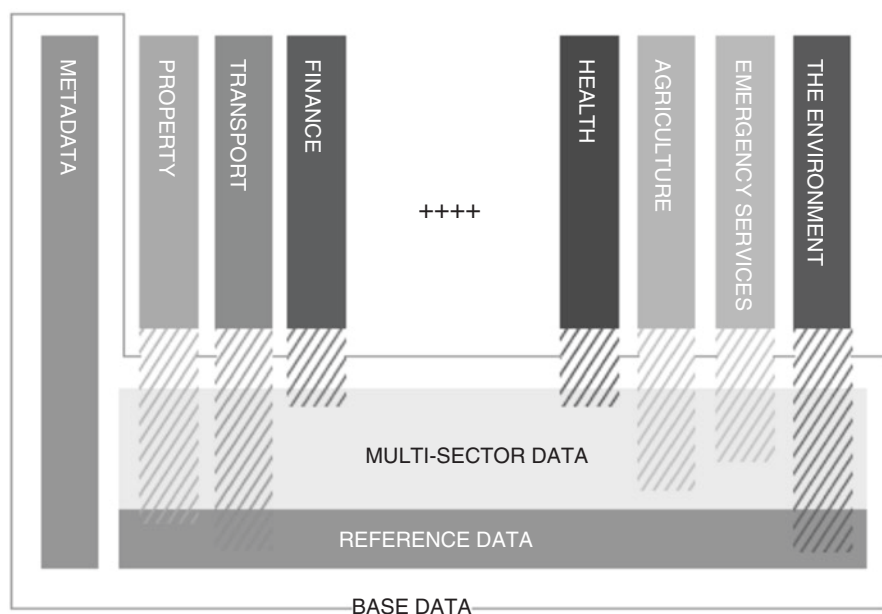 METADATA
PROPERTY
TRANSPORT
FINANCE
++++
HEALTH
AGRICULTURE
EMERGENCY SERVICES
THE ENVIRONMENT
MULTI-SECTOR DATA
REFERENCE DATA
BASE DATA